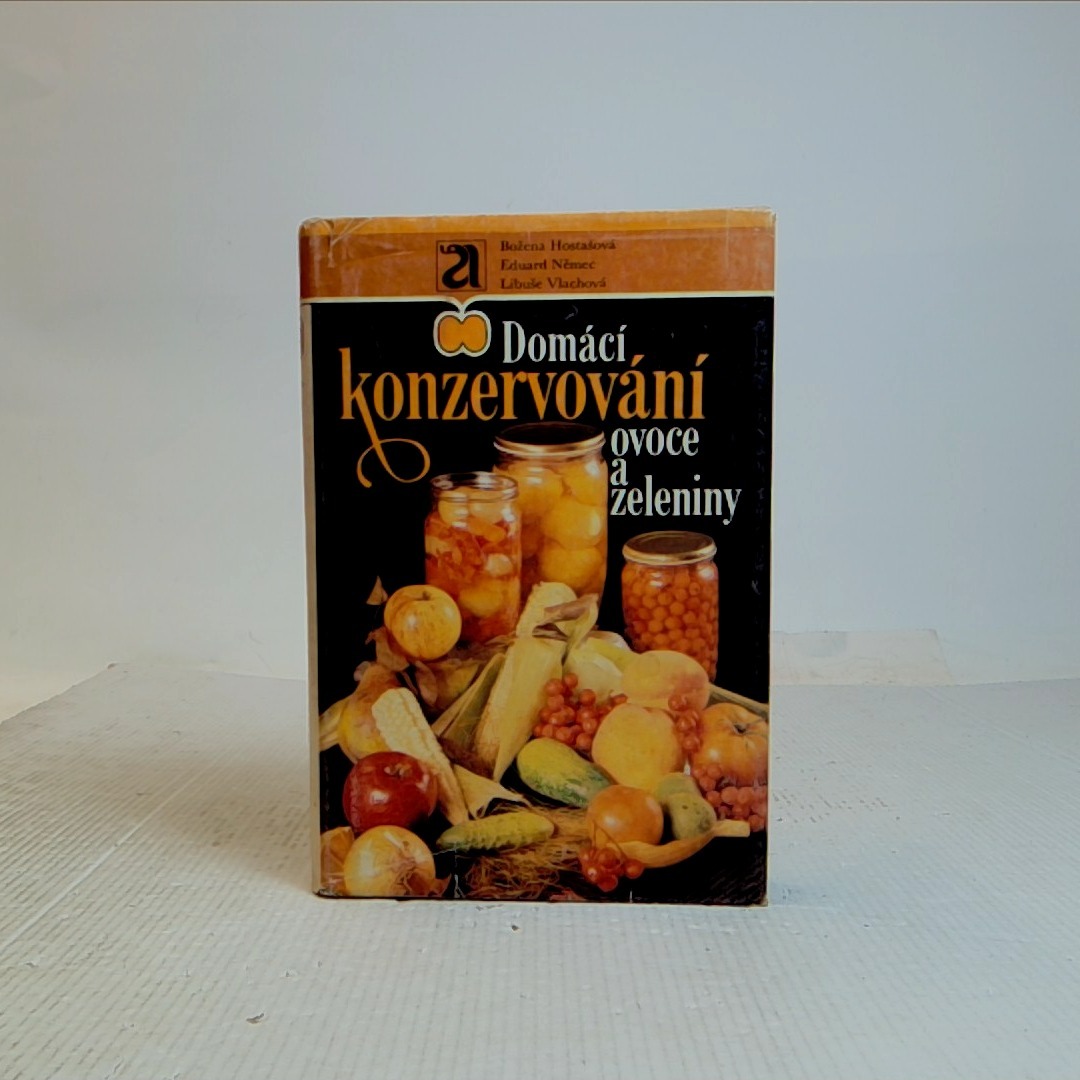 Božena Hostašová
Eduard Němec
Libuše Vlachová
Domácí
konzervování
ovoce
a
zeleniny